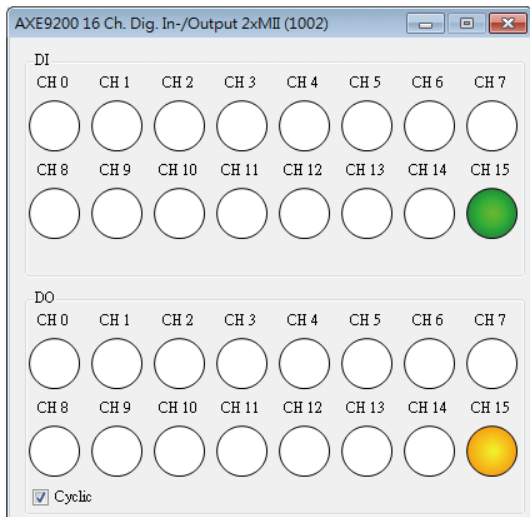 AXE9200 16 Ch. Dig. In-/Output 2xMII (1002)
DI
CH 0 CH 1 CH 2 CH 3 CH 4 CH 5 CH 6 CH 7
CH 8 CH 9 CH 10 CH 11 CH 12 CH 13 CH 14 CH 15
DO
CH 0 CH 1 CH 2 CH 3 CH 4 CH 5 CH 6 CH 7
CH 8 CH 9 CH 10 CH 11 CH 12 CH 13 CH 14 CH 15
Cyclic